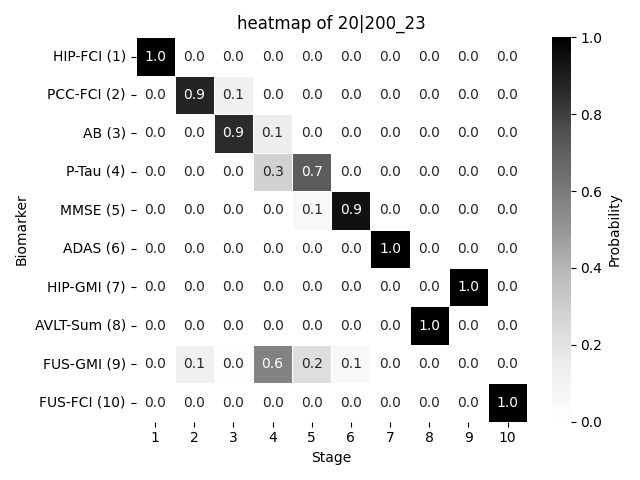 heatmap of 20|200_23
HIP-FCI (1) 1.0 0.0 0.0 0.0 0.0 0.0 0.0 0.0 0.0 0.0
PCC-FCI (2) 0.0 0.9 0.1 0.0 0.0 0.0 0.0 0.0 0.0 0.0
AB (3) 0.0 0.0 0.9 0.1 0.0 0.0 0.0 0.0 0.0 0.0
P-Tau (4) 0.0 0.0 0.0 0.3 0.7 0.0 0.0 0.0 0.0 0.0
MMSE (5) 0.0 0.0 0.0 0.0 0.1 0.9 0.0 0.0 0.0 0.0
ADAS (6) 0.0 0.0 0.0 0.0 0.0 0.0 1.0 0.0 0.0 0.0
HIP-GMI (7) 0.0 0.0 0.0 0.0 0.0 0.0 0.0 0.0 1.0 0.0
AVLT-Sum (8) 0.0 0.0 0.0 0.0 0.0 0.0 0.0 1.0 0.0 0.0
FUS-GMI (9) 0.0 0.1 0.0 0.6 0.2 0.1 0.0 0.0 0.0 0.0
FUS-FCI (10) 0.0 0.0 0.0 0.0 0.0 0.0 0.0 0.0 0.0 1.0
1 2 3 4 5 6 7 8 9 10
Stage
Biomarker
1.0
0.8
0.6
0.4
0.2
0.0
Probability